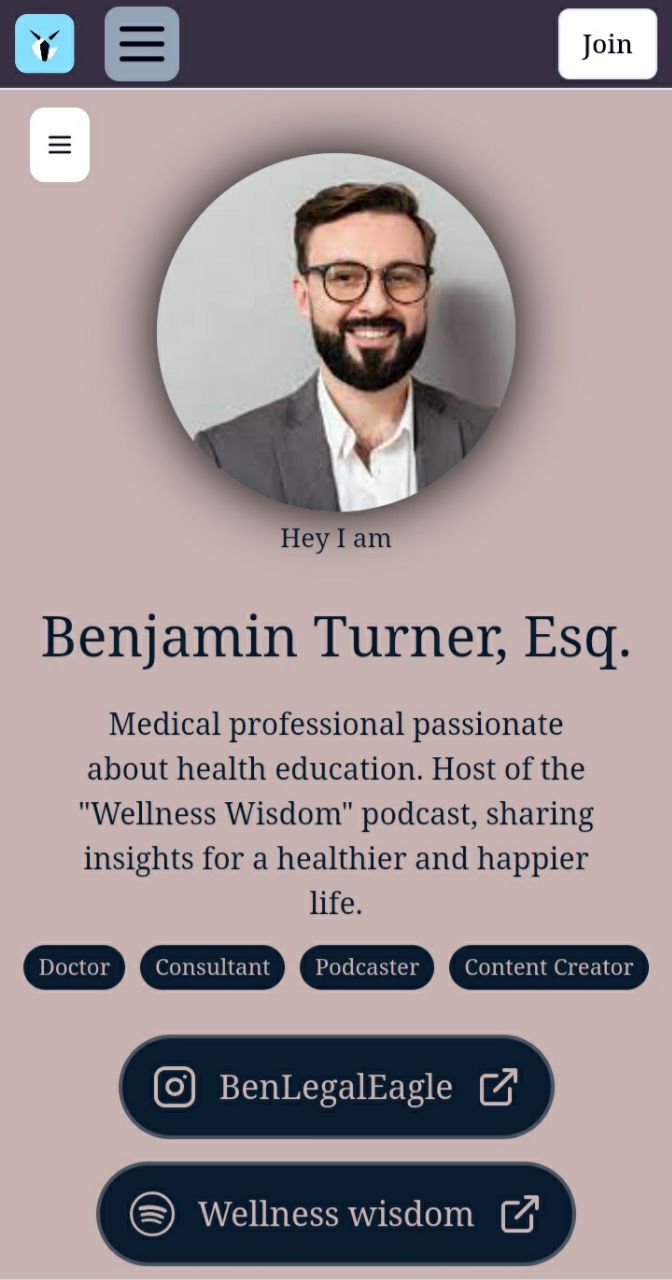 Join
Hey I am
Benjamin Turner, Esq.
Medical professional passionate
about health education. Host of the
"Wellness Wisdom" podcast, sharing
insights for a healthier and happier
life.
Doctor Consultant Podcaster Content Creator
BenLegalEagle
Wellness wisdom